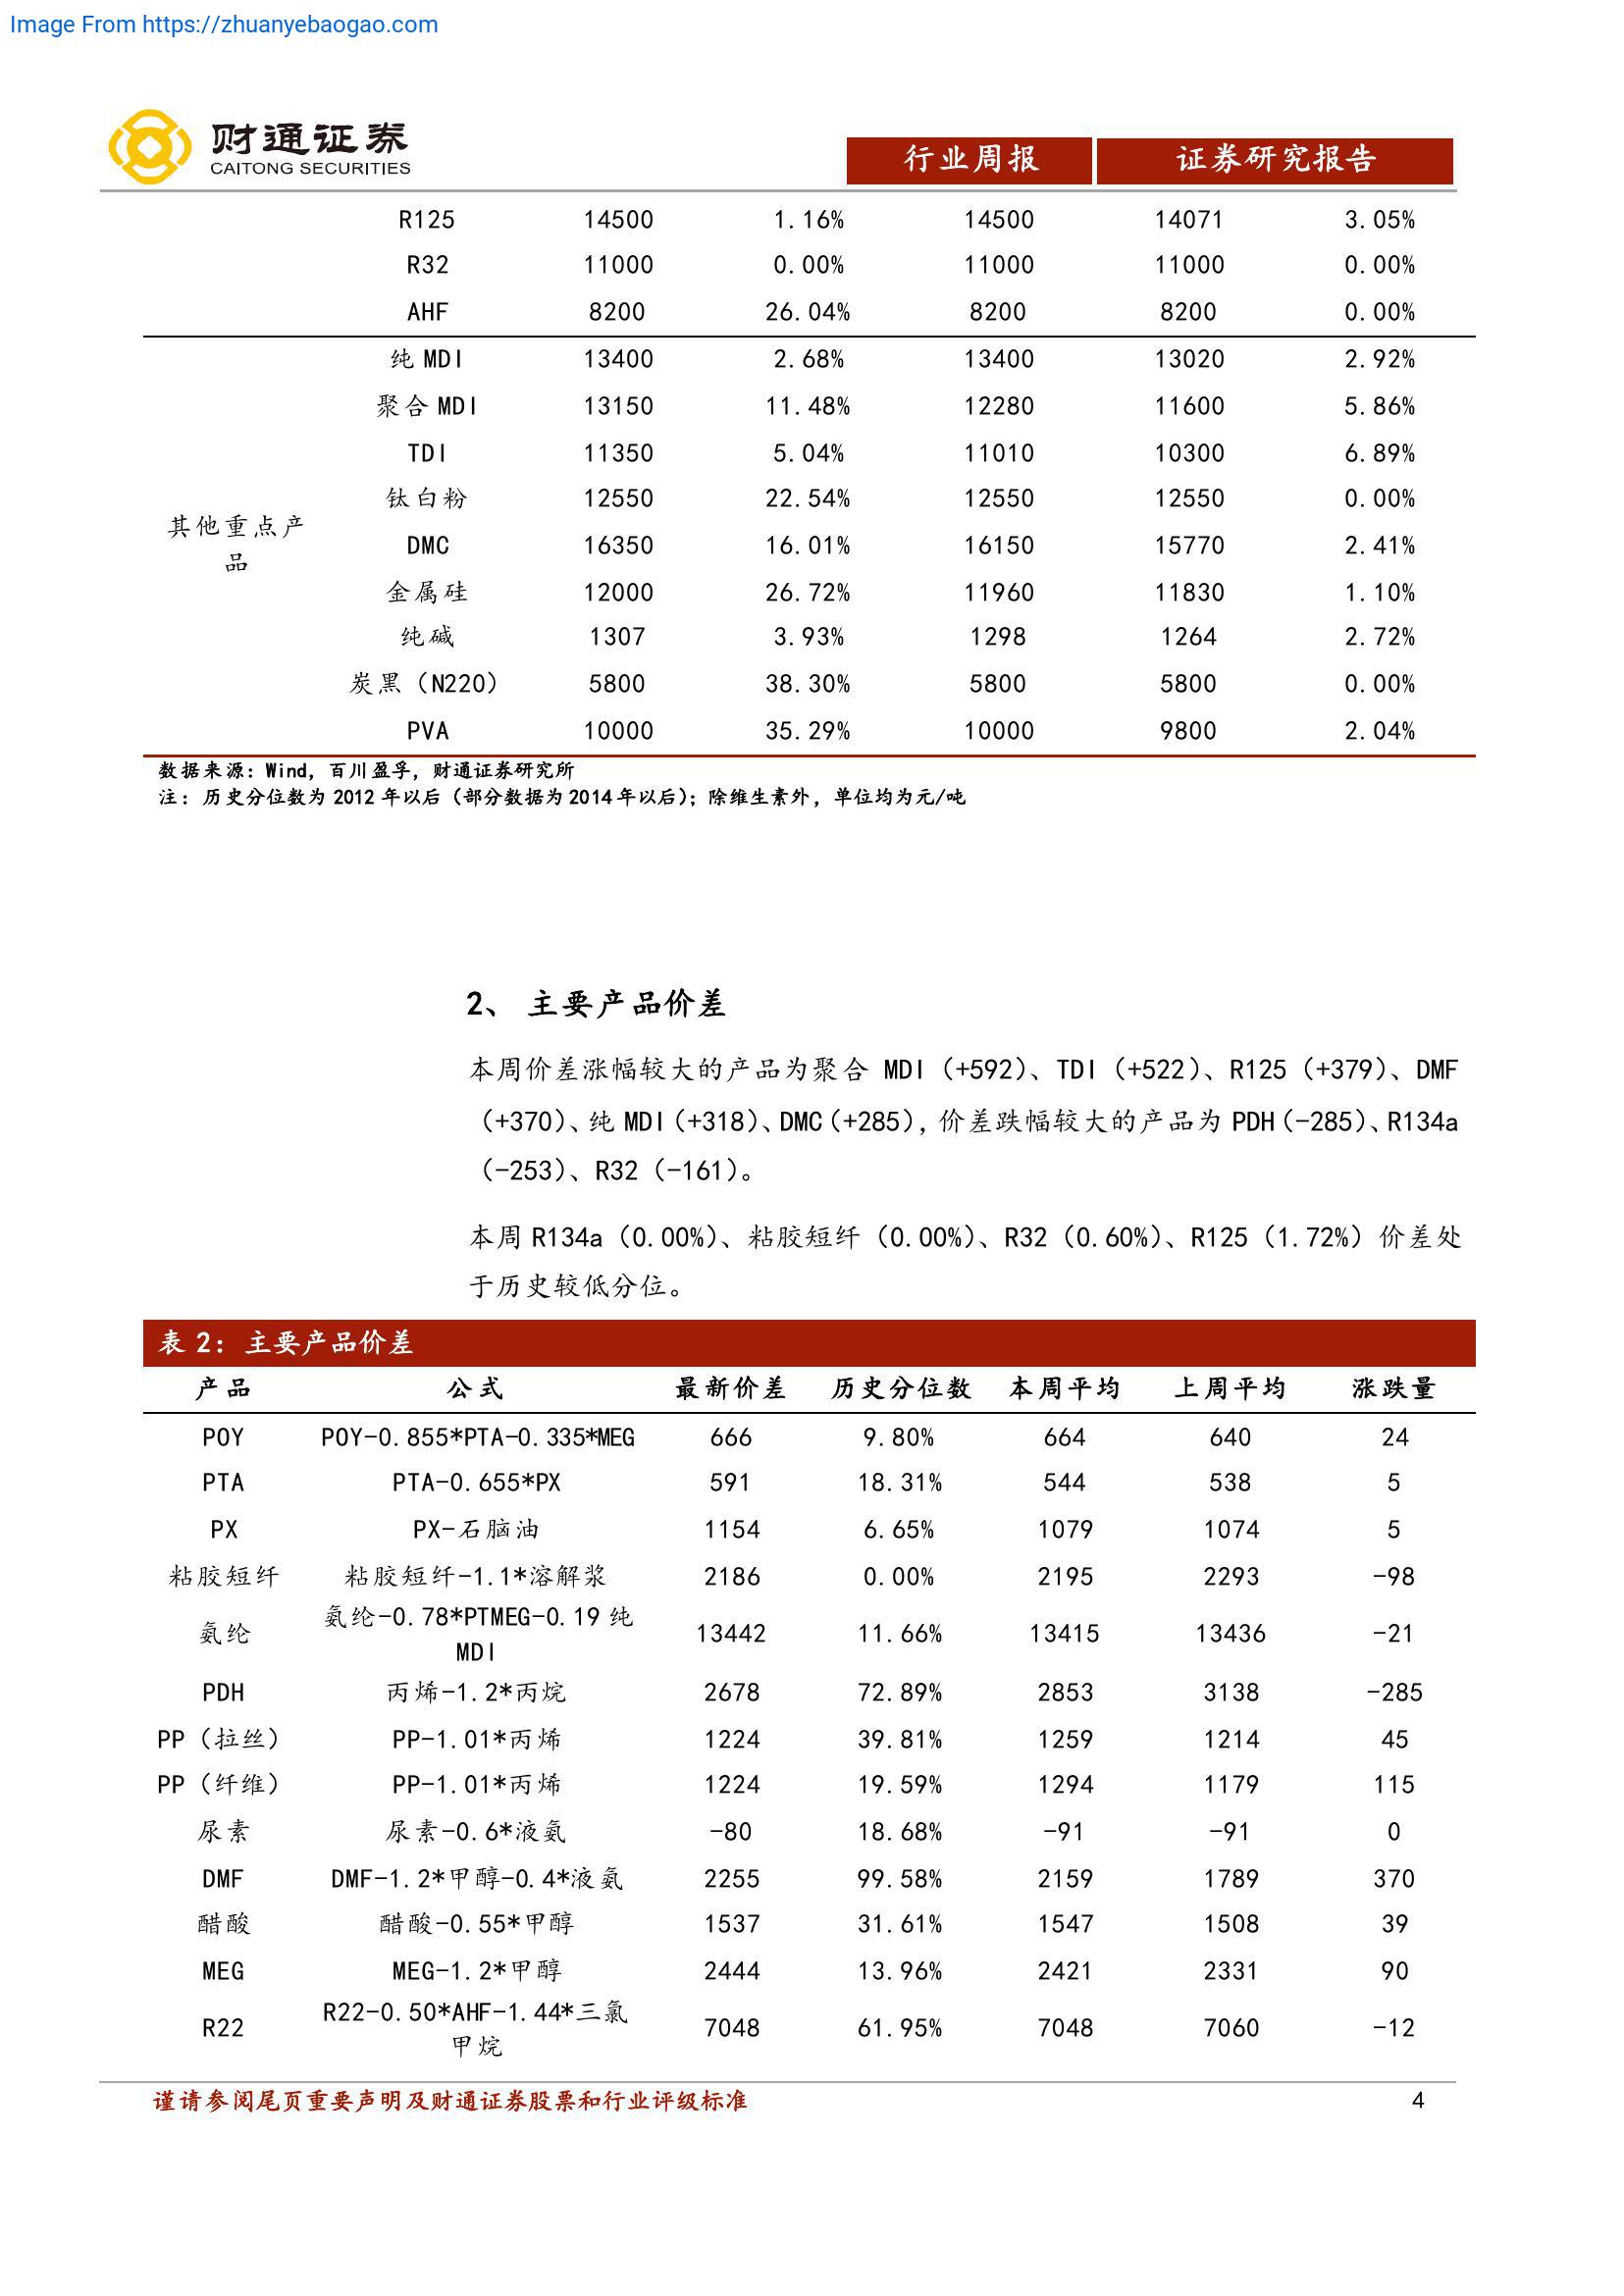 Image From https://zhuanyebaogao.com
财通证券
CAITONG SECURITIES
行业周报 证券研究报告
R125 14500 1.16% 14500 14071 3.05%
R32 11000 0.00% 11000 11000 0.00%
AHF 8200 26.04% 8200 8200 0.00%
纯 MDI 13400 2.68% 13400 13020 2.92%
聚合 MDI 13150 11.48% 12280 11600 5.86%
TDI 11350 5.04% 11010 10300 6.89%
钛白粉 12550 22.54% 12550 12550 0.00%
其他重点产
品
DMC 16350 16.01% 16150 15770 2.41%
金属硅 12000 26.72% 11960 11830 1.10%
纯碱 1307 3.93% 1298 1264 2.72%
炭黑（N220） 5800 38.30% 5800 5800 0.00%
PVA 10000 35.29% 10000 9800 2.04%
数据来源：Wind，百川盈孚，财通证券研究所
注：历史分位数为 2012 年以后（部分数据为 2014 年以后）；除维生素外，单位均为元/吨
2、 主要产品价差
本周价差涨幅较大的产品为聚合 MDI（+592）、TDI（+522）、R125（+379）、DMF
（+370）、纯 MDI（+318）、DMC（+285），价差跌幅较大的产品为 PDH（-285）、R134a
（-253）、R32（-161）。
本周 R134a（0.00%）、粘胶短纤（0.00%）、R32（0.60%）、R125（1.72%）价差处
于历史较低分位。
表 2：主要产品价差
产品 公式 最新价差 历史分位数 本周平均 上周平均 涨跌量
POY POY-0.855*PTA-0.335*MEG 666 9.80% 664 640 24
PTA PTA-0.655*PX 591 18.31% 544 538 5
PX PX-石脑油 1154 6.65% 1079 1074 5
粘胶短纤 粘胶短纤-1.1*溶解浆 2186 0.00% 2195 2293 -98
氨纶 氨纶-0.78*PTMEG-0.19 纯
MDI 13442 11.66% 13415 13436 -21
PDH 丙烯-1.2*丙烷 2678 72.89% 2853 3138 -285
PP（拉丝） PP-1.01*丙烯 1224 39.81% 1259 1214 45
PP（纤维） PP-1.01*丙烯 1224 19.59% 1294 1179 115
尿素 尿素-0.6*液氨 -80 18.68% -91 -91 0
DMF DMF-1.2*甲醇-0.4*液氨 2255 99.58% 2159 1789 370
醋酸 醋酸-0.55*甲醇 1537 31.61% 1547 1508 39
MEG MEG-1.2*甲醇 2444 13.96% 2421 2331 90
R22 R22-0.50*AHF-1.44*三氯
甲烷 7048 61.95% 7048 7060 -12
谨请参阅尾页重要声明及财通证券股票和行业评级标准 4